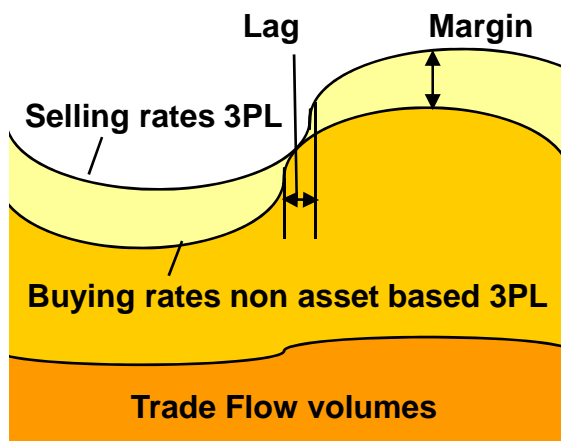 Lag Margin
Selling rates 3PL
Buying rates non asset based 3PL
Trade Flow volumes